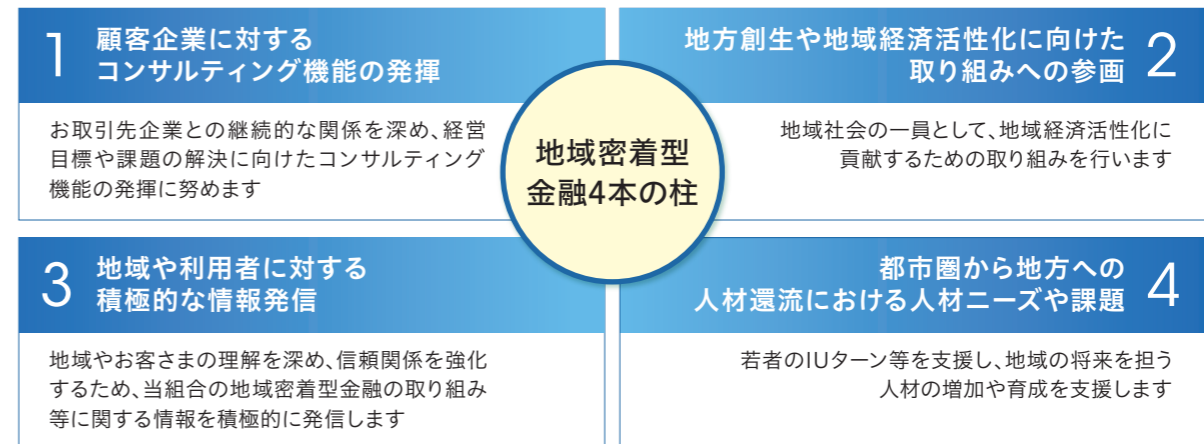 1
顧客企業に対する
コンサルティング機能の発揮
お取引先企業との継続的な関係を深め、経営
目標や課題の解決に向けたコンサルティング
機能の発揮に努めます
地方創生や地域経済活性化に向けた
取り組みへの参画
2
地域社会の一員として、地域経済活性化に
貢献するための取り組みを行います
地域密着型
金融4本の柱
3
地域や利用者に対する
積極的な情報発信
地域やお客さまの理解を深め、信頼関係を強化
するため、当組合の地域密着型金融の取り組み
等に関する情報を積極的に発信します
都市圏から地方への
人材還流における人材ニーズや課題
4
若者のIUターン等を支援し、地域の将来を担う
人材の増加や育成を支援します